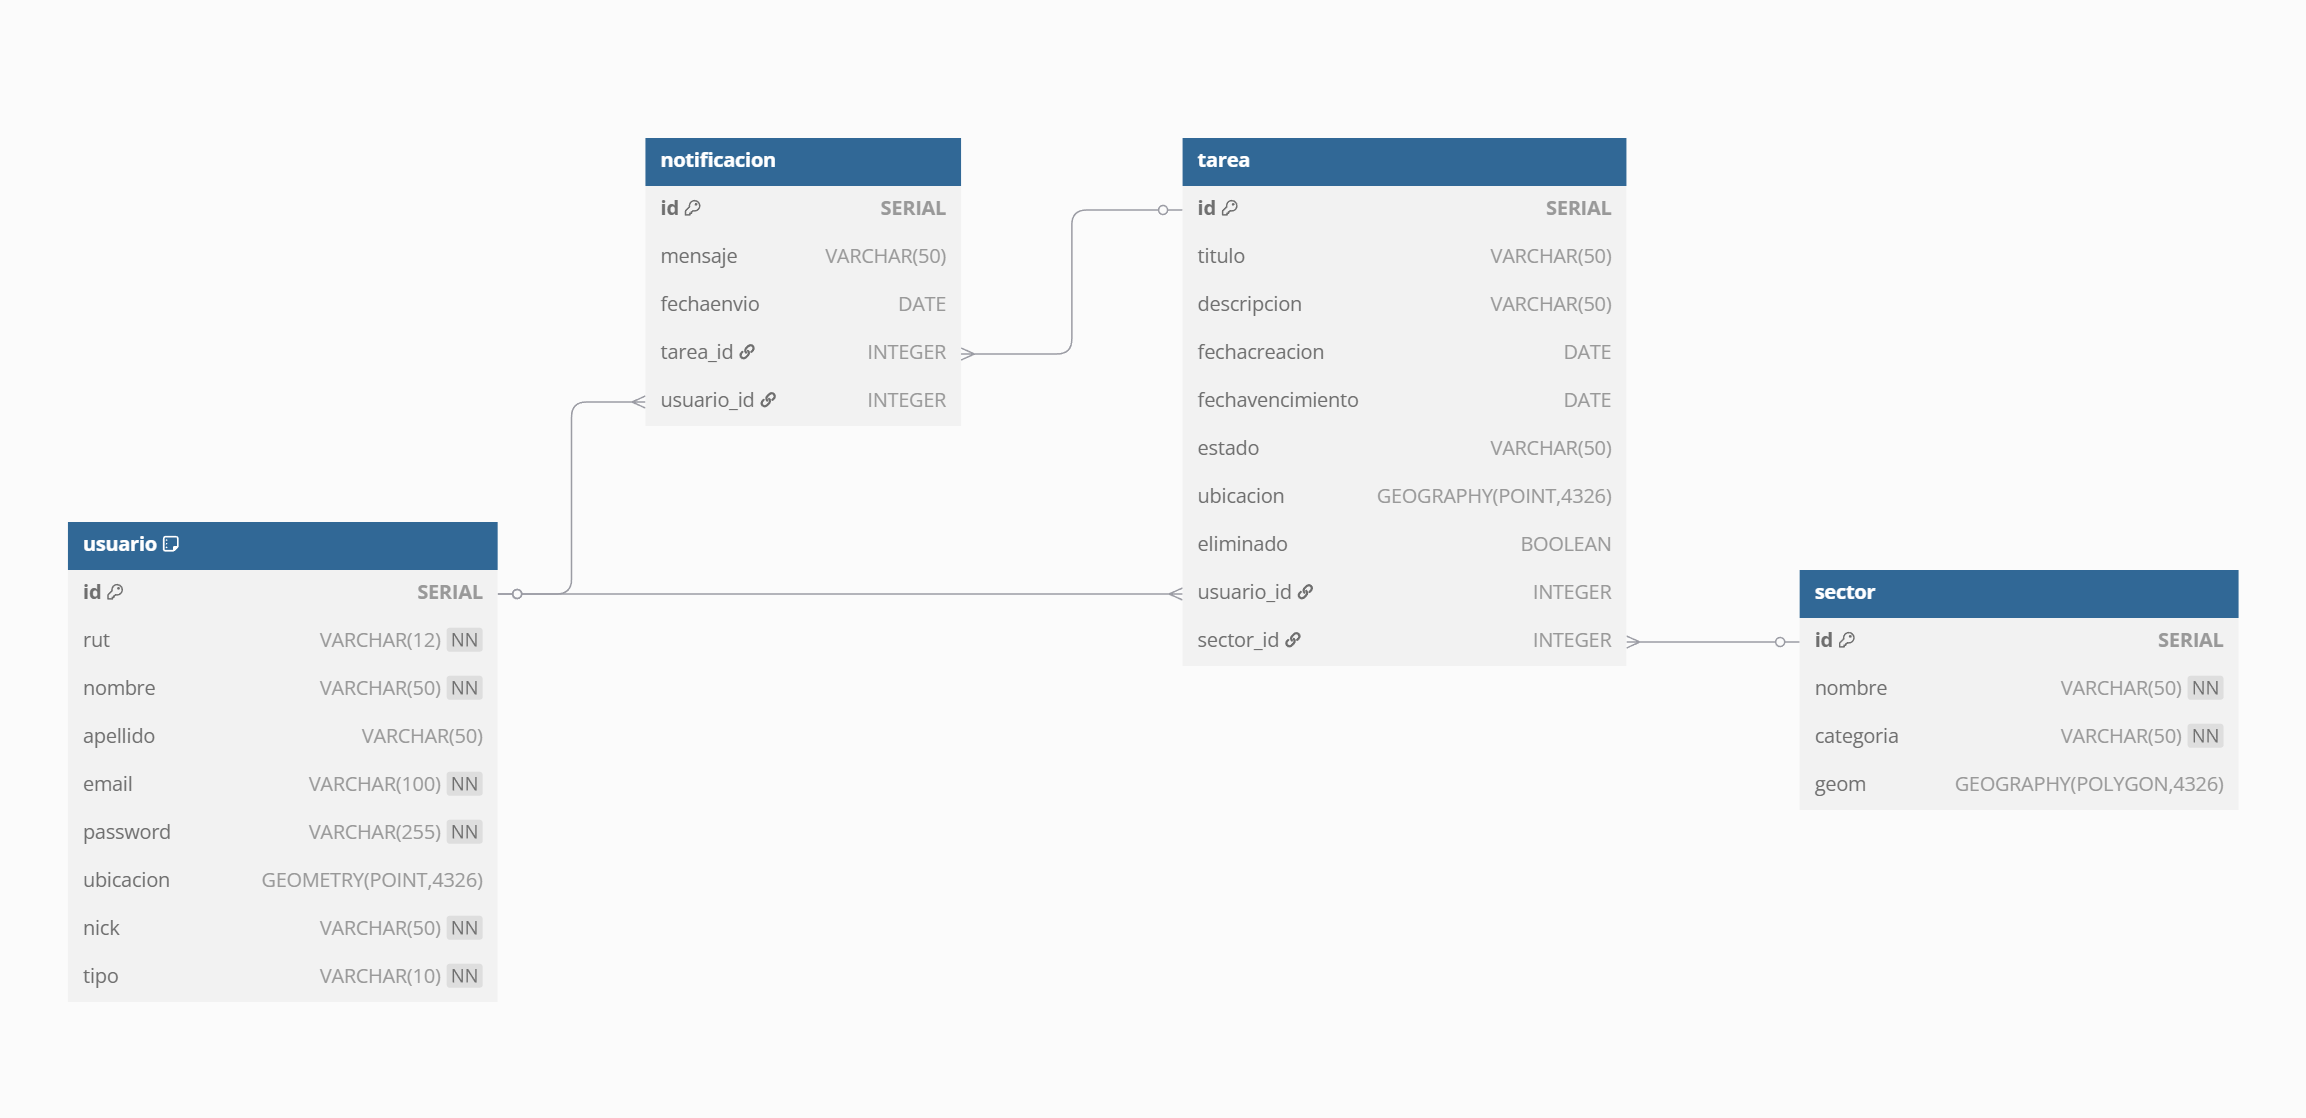 notificacion
id SERIAL
mensaje VARCHAR(50)
fechaenvio DATE
tarea_id INTEGER
usuario_id INTEGER
tarea
id SERIAL
titulo VARCHAR(50)
descripcion VARCHAR(50)
fechacreacion DATE
fechavencimiento DATE
estado VARCHAR(50)
ubicacion GEOGRAPHY(POINT,4326)
eliminado BOOLEAN
usuario_id INTEGER
sector_id INTEGER
usuario
id SERIAL
rut VARCHAR(12) NN
nombre VARCHAR(50) NN
apellido VARCHAR(50)
email VARCHAR(100) NN
password VARCHAR(255) NN
ubicacion GEOMETRY(POINT,4326)
nick VARCHAR(50) NN
tipo VARCHAR(10) NN
sector
id SERIAL
nombre VARCHAR(50) NN
categoria VARCHAR(50) NN
geom GEOGRAPHY(POLYGON,4326)